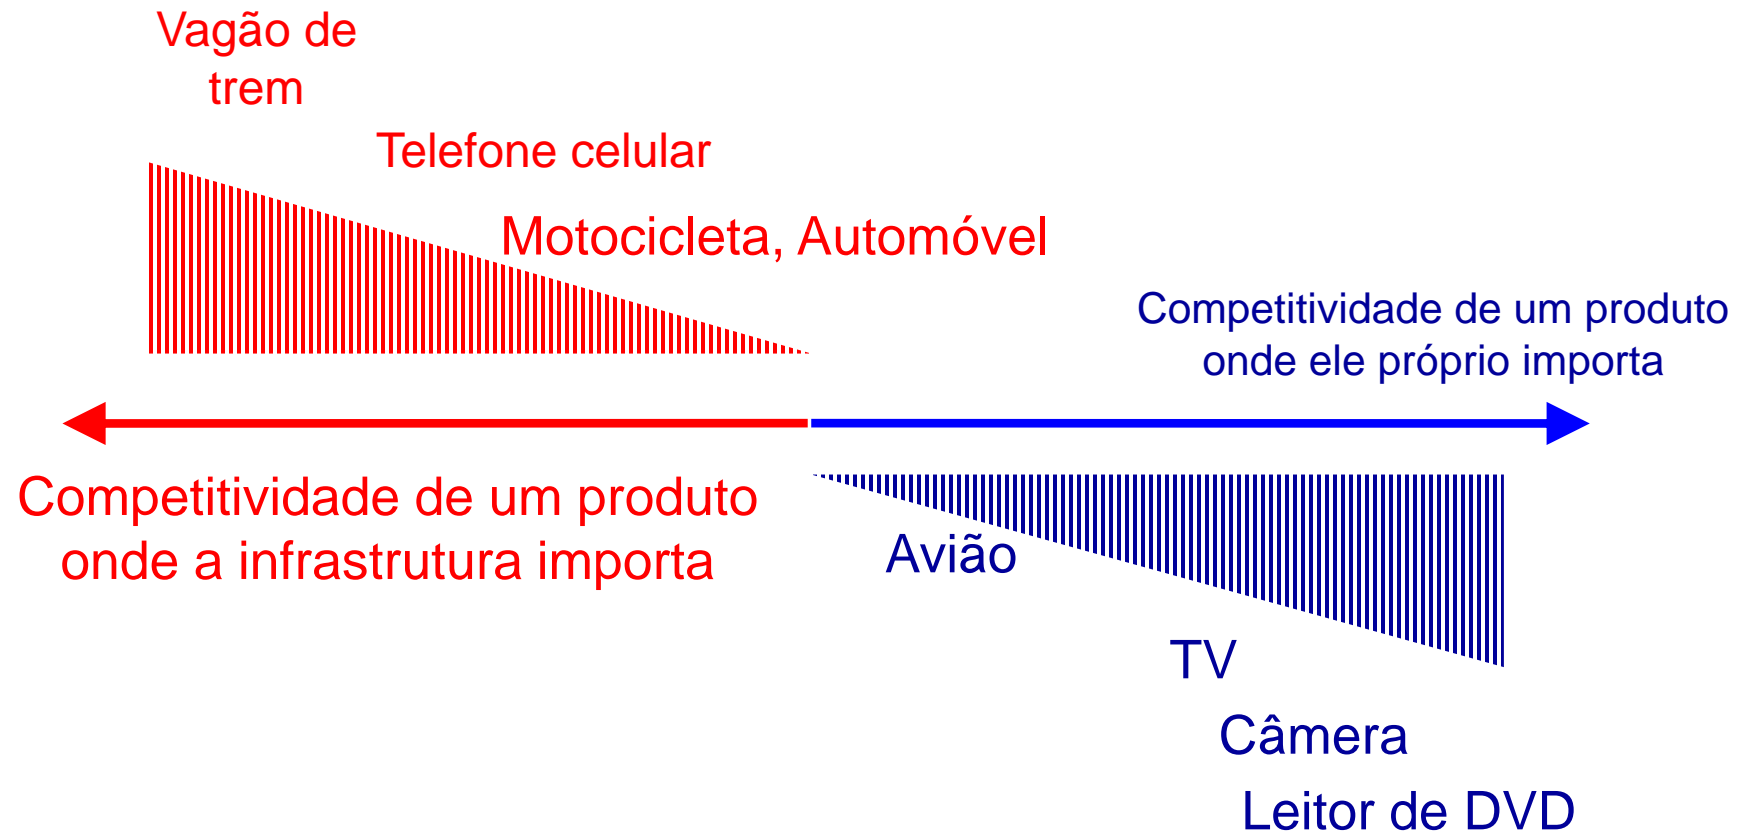 Vagão de
trem
Telefone celular
Motocicleta, Automóvel
Competitividade de um produto
onde ele próprio importa
Competitividade de um produto
onde a infrastrutura importa
Avião
TV
Câmera
Leitor de DVD